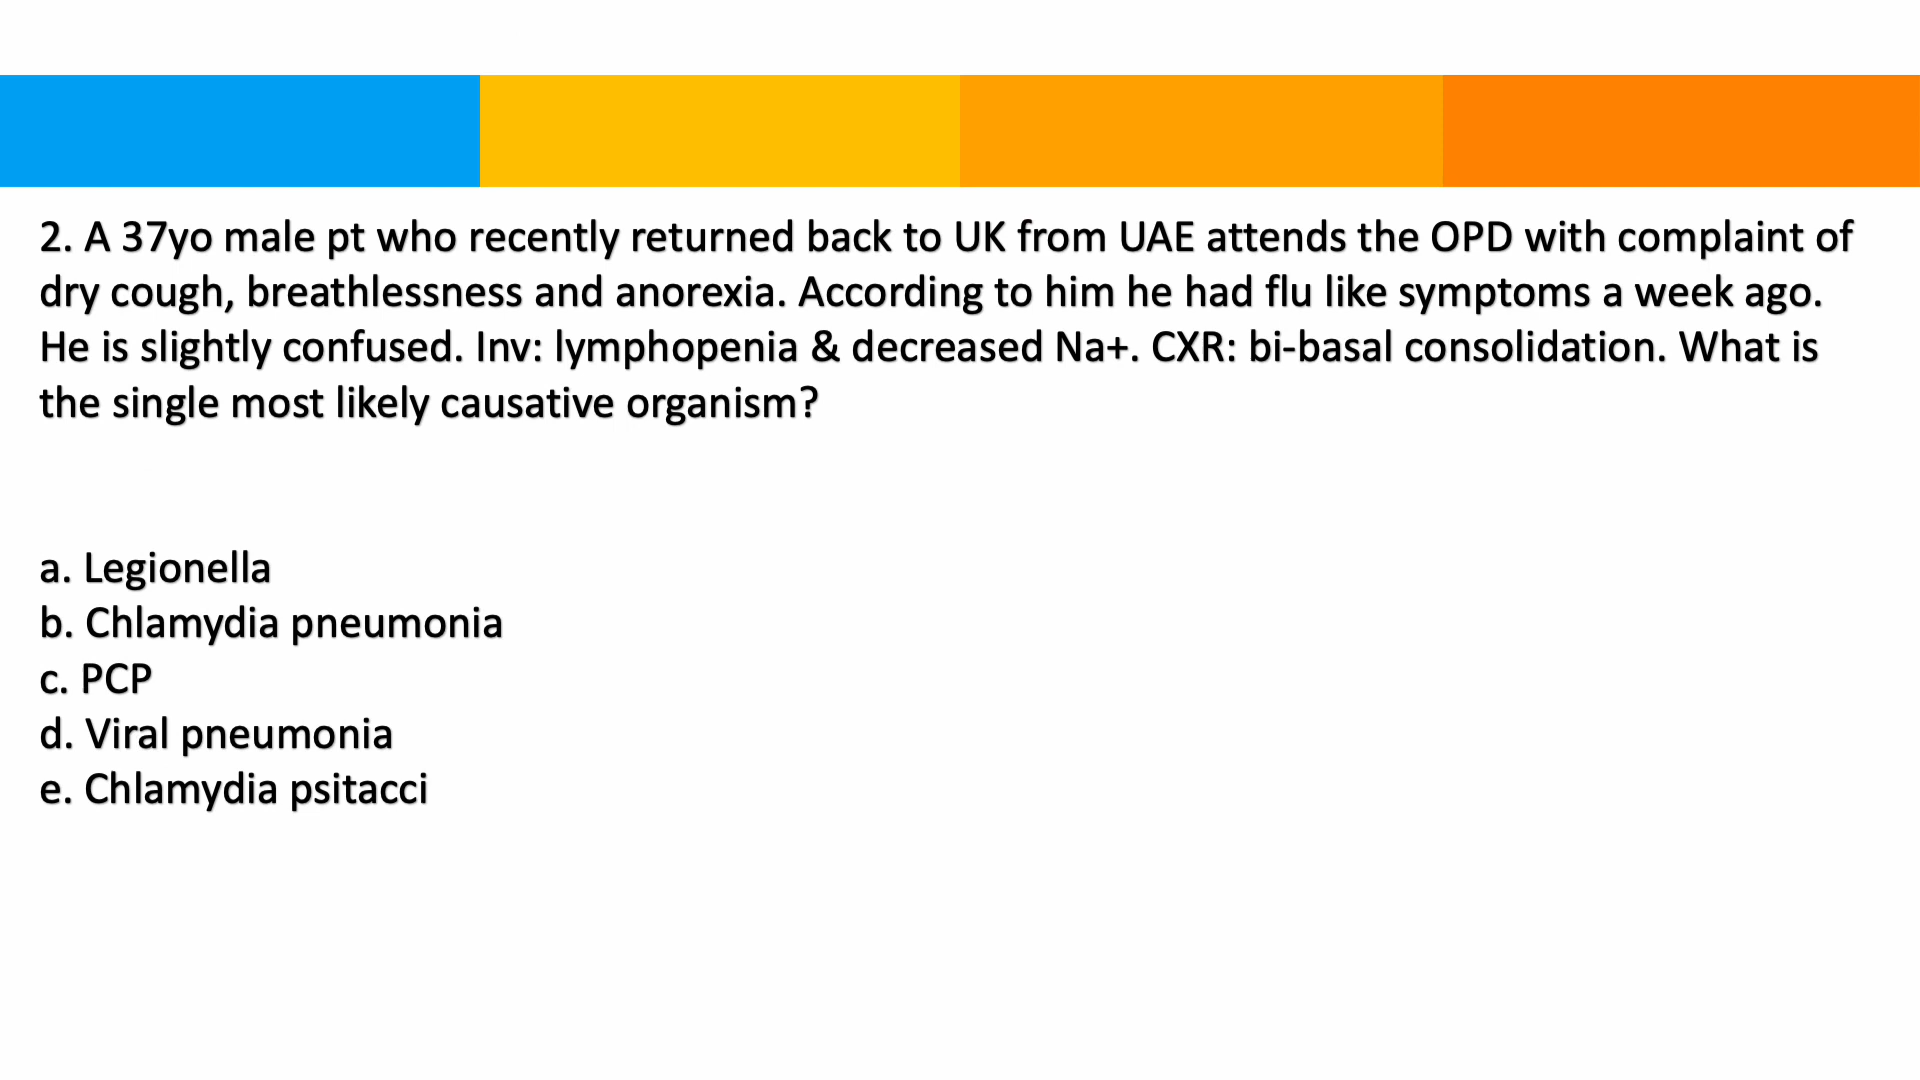 2. A 37yo male pt who recently returned back to UK from UAE attends the OPD with complaint of
dry cough, breathlessness and anorexia. According to him he had flu like symptoms a week ago.
He is slightly confused. Inv: lymphopenia & decreased Na+. CXR: bi-basal consolidation. What is
the single most likely causative organism?
a. Legionella
b. Chlamydia pneumonia
c. PCP
d. Viral pneumonia
e. Chlamydia psitacci